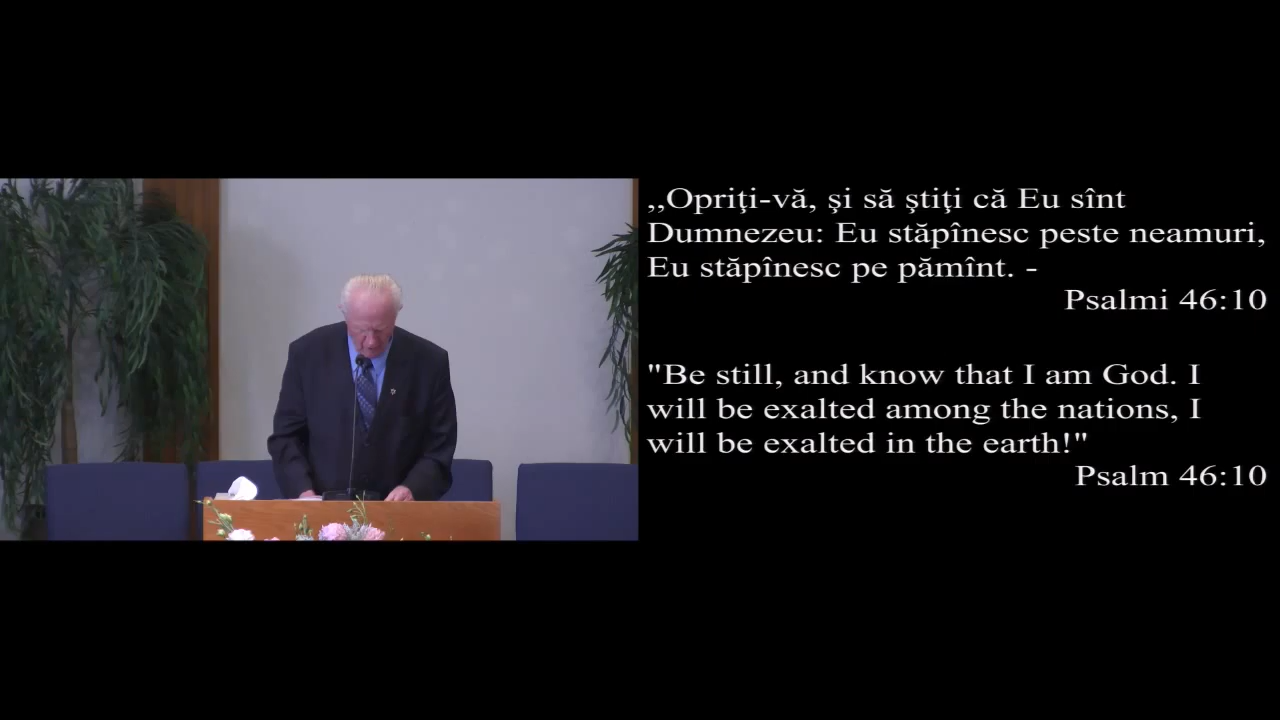 ,,Opriţi-vă, şi să ştiţi că Eu sînt
Dumnezeu: Eu stăpînesc peste neamuri,
Eu stăpînesc pe pămînt. -
Psalmi 46:10
"Be still, and know that I am God. I
will be exalted among the nations, I
will be exalted in the earth!"
Psalm 46:10